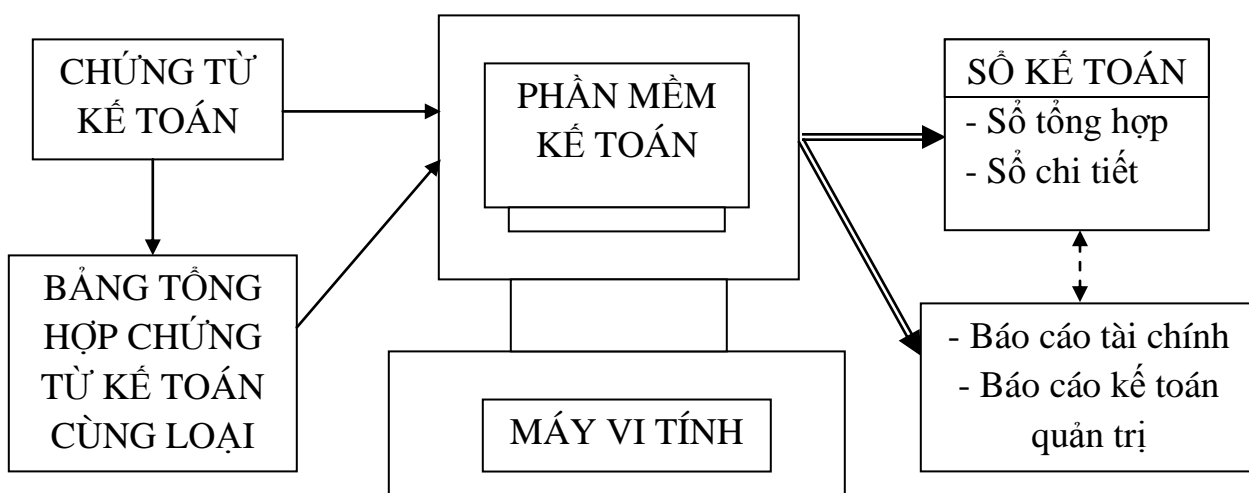 CHỨNG TỪ
KẾ TOÁN
BẢNG TỔNG
HỢP CHỨNG
TỪ KẾ TOÁN
CÙNG LOẠI
PHẦN MỀM
KẾ TOÁN
MÁY VI TÍNH
SỔ KẾ TOÁN
- Sổ tổng hợp
- Sổ chi tiết
- Báo cáo tài chính
- Báo cáo kế toán
quản trị